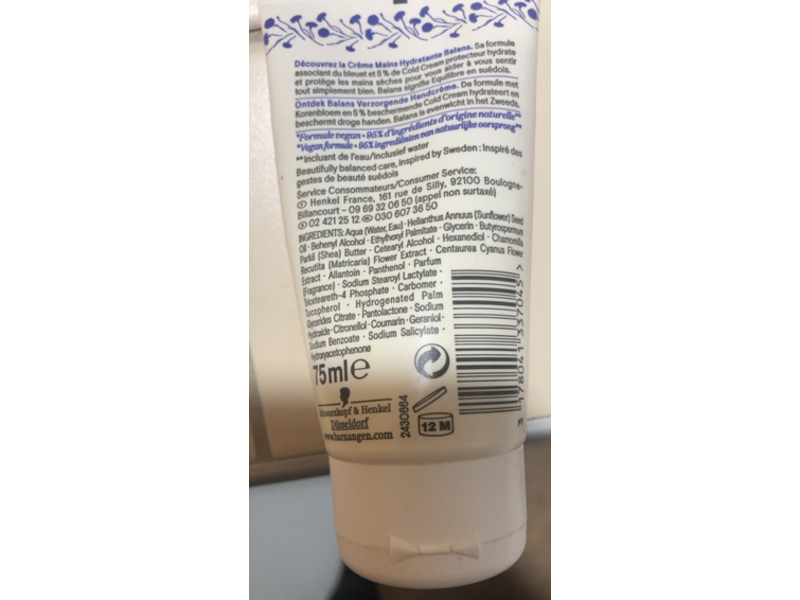 Découvrez la Crème Mains Hydratante Balans. Sa formule
associant du bleuet et 5% de Cold Cream protecteur hydrate
et protège les mains sèches pour vous aider à vous sentir
tout simplement bien. Balans signifie Equilibre en suédois.
Ontdek Balans Verzorgende Handcrème. De formule met
Korenbloem en 5% beschermende Cold Cream hydrateert en
beschermt droge handen. Balans is evenwicht in het Zweeds.
*Formule vegan • 95% d'ingrédients d'origine naturelle**
*Vegan formule • 95% ingrediënten van natuurlijke oorsprong**
**Incluant de l'eau/Inclusief water
Beautifully balanced care, inspired by Sweden : Inspiré des
gestes de beauté suédois
Service Consommateurs/Consumer Service:
Henkel France, 161 rue de Silly, 92100 Boulogne-
Billancourt - 09 69 32 06 50 (appel non surtaxé)
02 421 25 12 030 607 36 50
INGREDIENTS: Aqua (Water, Eau) · Helianthus Annuus (Sunflower) Seed
Oil · Behenyl Alcohol · Ethylhexyl Palmitate · Glycerin · Butyrospermum
Parkii (Shea) Butter · Cetearyl Alcohol · Hexanediol · Chamomilla
Recutita (Matricaria) Flower Extract · Centaurea Cyanus Flower
Extract · Allantoin · Panthenol · Parfum
(Fragrance) · Sodium Stearoyl Lactylate ·
Triceteareth-4 Phosphate · Carbomer ·
Tocopherol · Hydrogenated Palm
Glycerides Citrate · Pantolactone · Sodium
Hydroxide · Citronellol · Coumarin · Geraniol ·
Sodium Benzoate · Sodium Salicylate ·
Hydroxyacetophenone
75ml e
Schwarzkopf & Henkel
Düsseldorf
www.barnangen.com
2430664
12 M
3 178041 337045 >